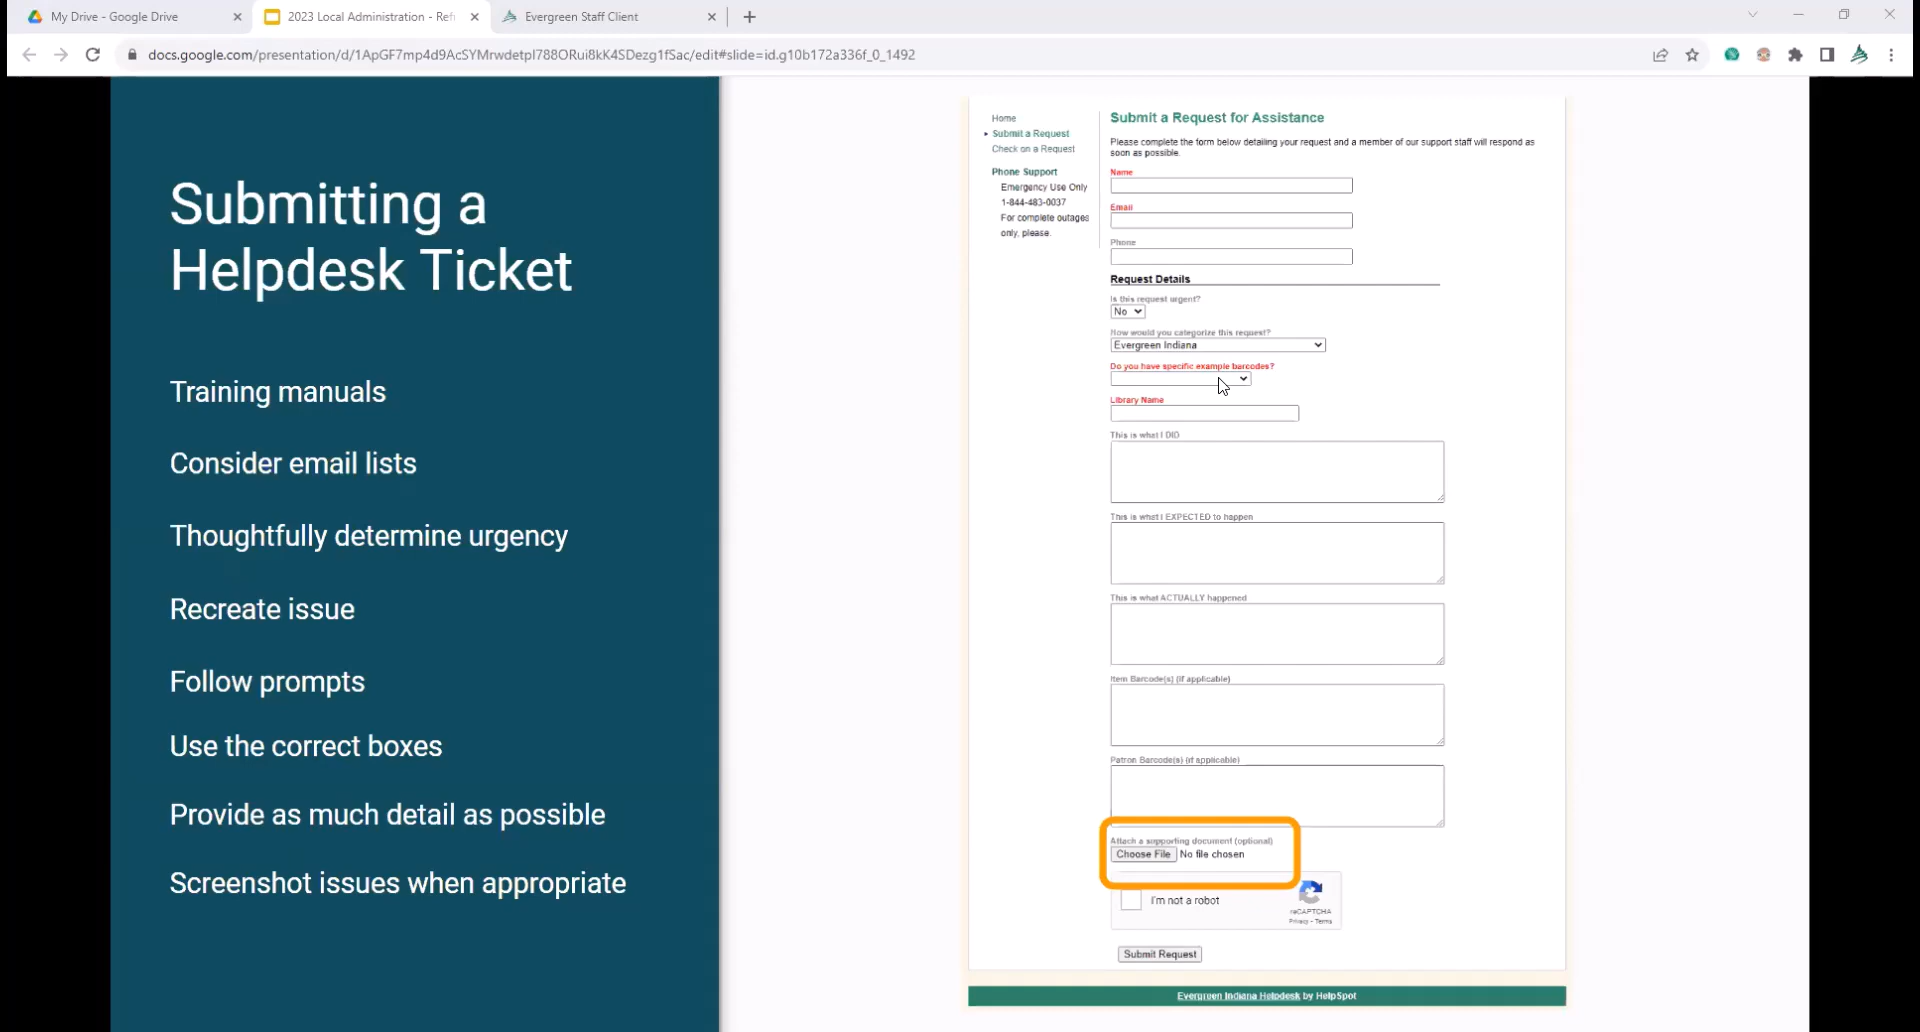 My Drive - Google Drive
2023 Local Administration - Ref
Evergreen Staff Client
docs.google.com/presentation/d/1ApGF7mp4d9AcSYMrwdetpI788ORui8kK4SDezg1fSac/edit#slide=id.g10b172a336f_0_1492
Submitting a
Helpdesk Ticket
Training manuals
Consider email lists
Thoughtfully determine urgency
Recreate issue
Follow prompts
Use the correct boxes
Provide as much detail as possible
Screenshot issues when appropriate
Home
Submit a Request
Check on a Request
Phone Support
Emergency Use Only
1-844-483-0037
For complete outages
only, please.
Submit a Request for Assistance
Please complete the form below detailing your request and a member of our support staff will respond as
soon as possible.
Name
Email
Phone
Request Details
Is this request urgent?
No
How would you categorize this request?
Evergreen Indiana
Do you have specific example barcodes?
Library Name
This is what I DID
This is what I EXPECTED to happen
This is what ACTUALLY happened
Item Barcode(s) (if applicable)
Patron Barcode(s) (if applicable)
Attach a supporting document (optional)
Choose File No file chosen
I'm not a robot
reCAPTCHA
Privacy - Terms
Submit Request
Evergreen Indiana Helpdesk by HelpSpot